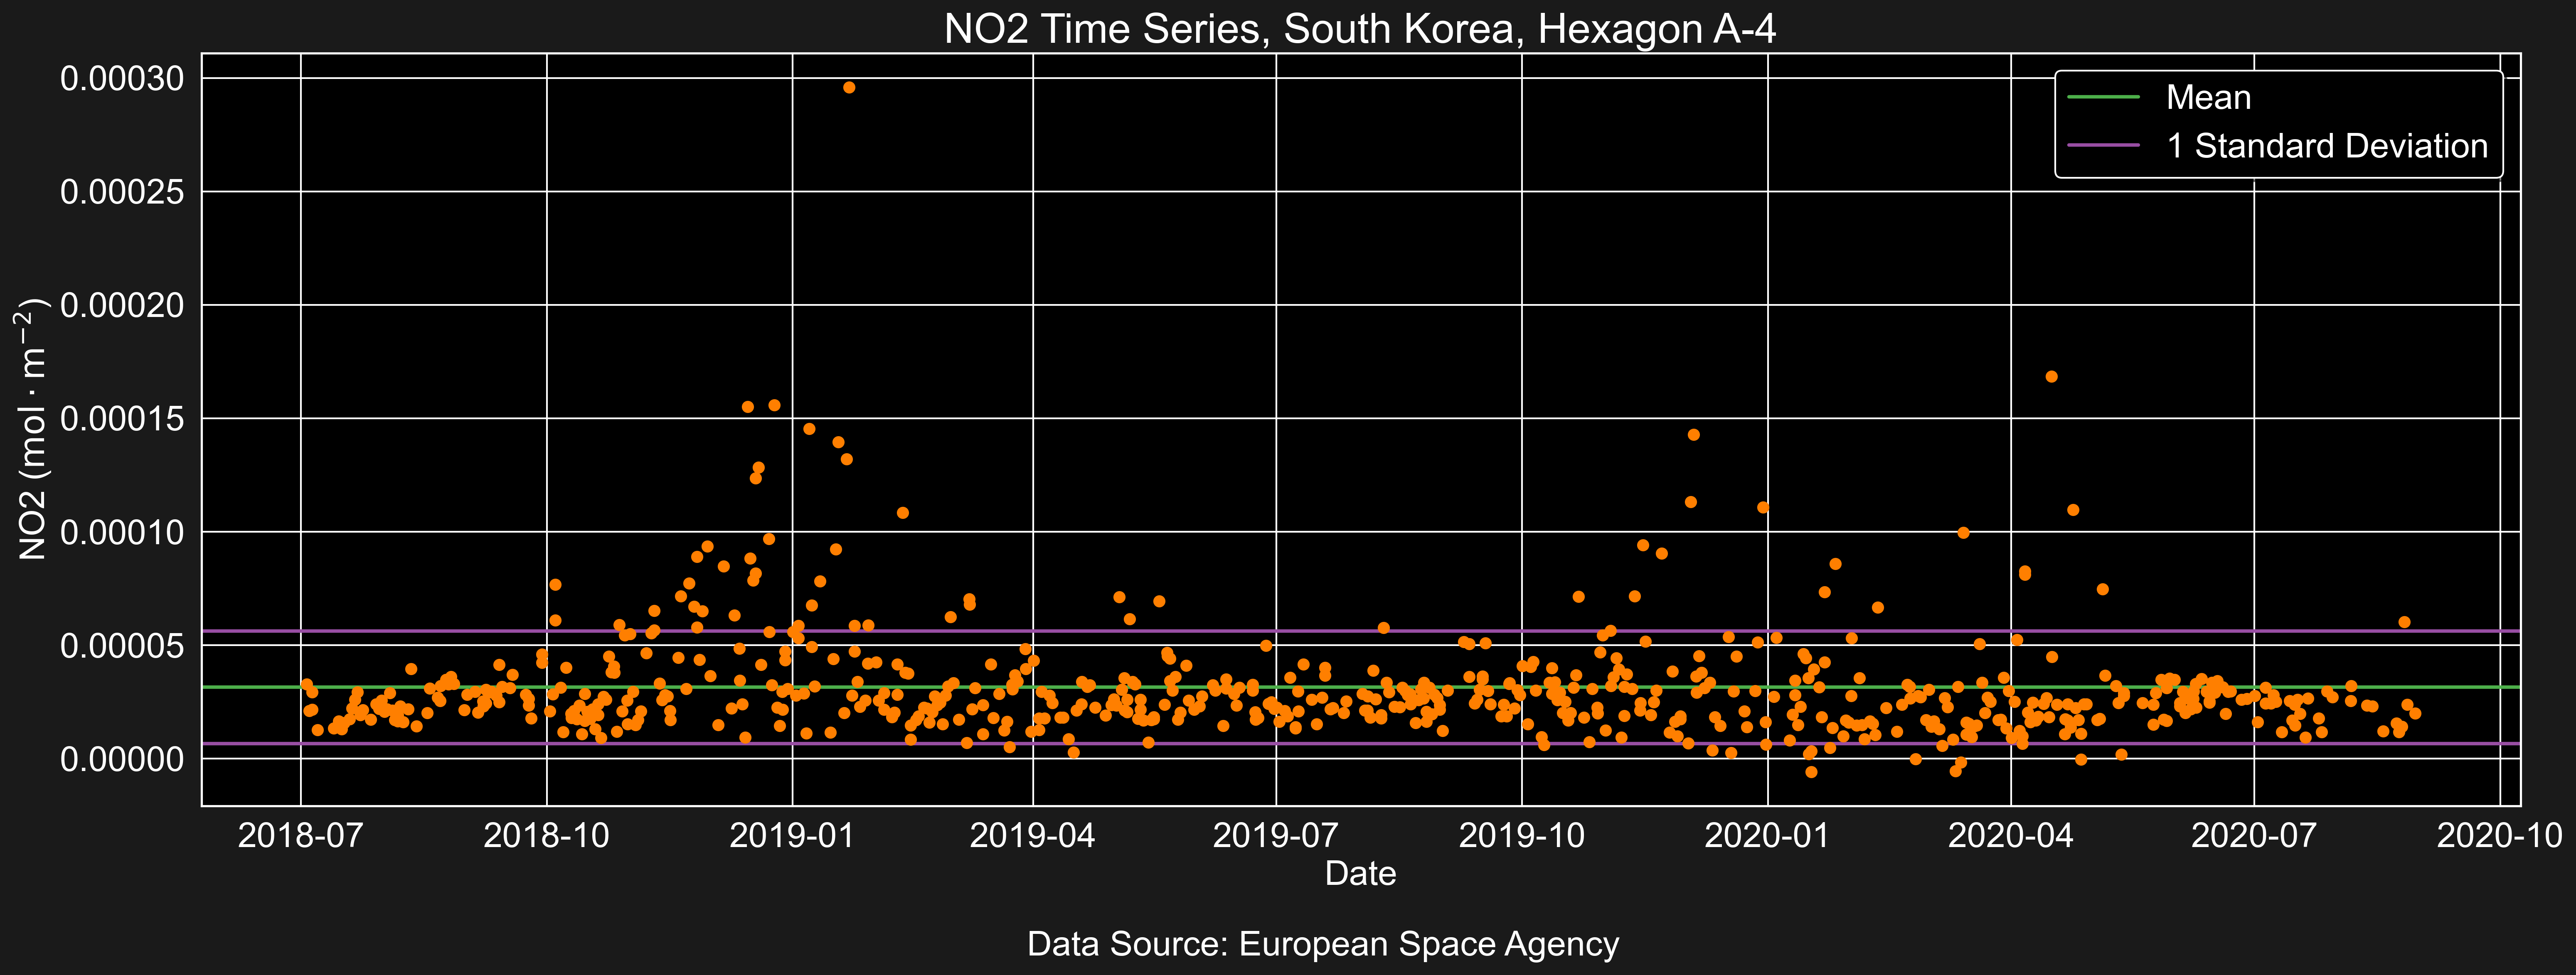 NO2 Time Series, South Korea, Hexagon A-4
Mean
1 Standard Deviation
NO2 (mol · m⁻²)
0.00030
0.00025
0.00020
0.00015
0.00010
0.00005
0.00000
2018-07 2018-10 2019-01 2019-04 2019-07 2019-10 2020-01 2020-04 2020-07 2020-10
Date
Data Source: European Space Agency